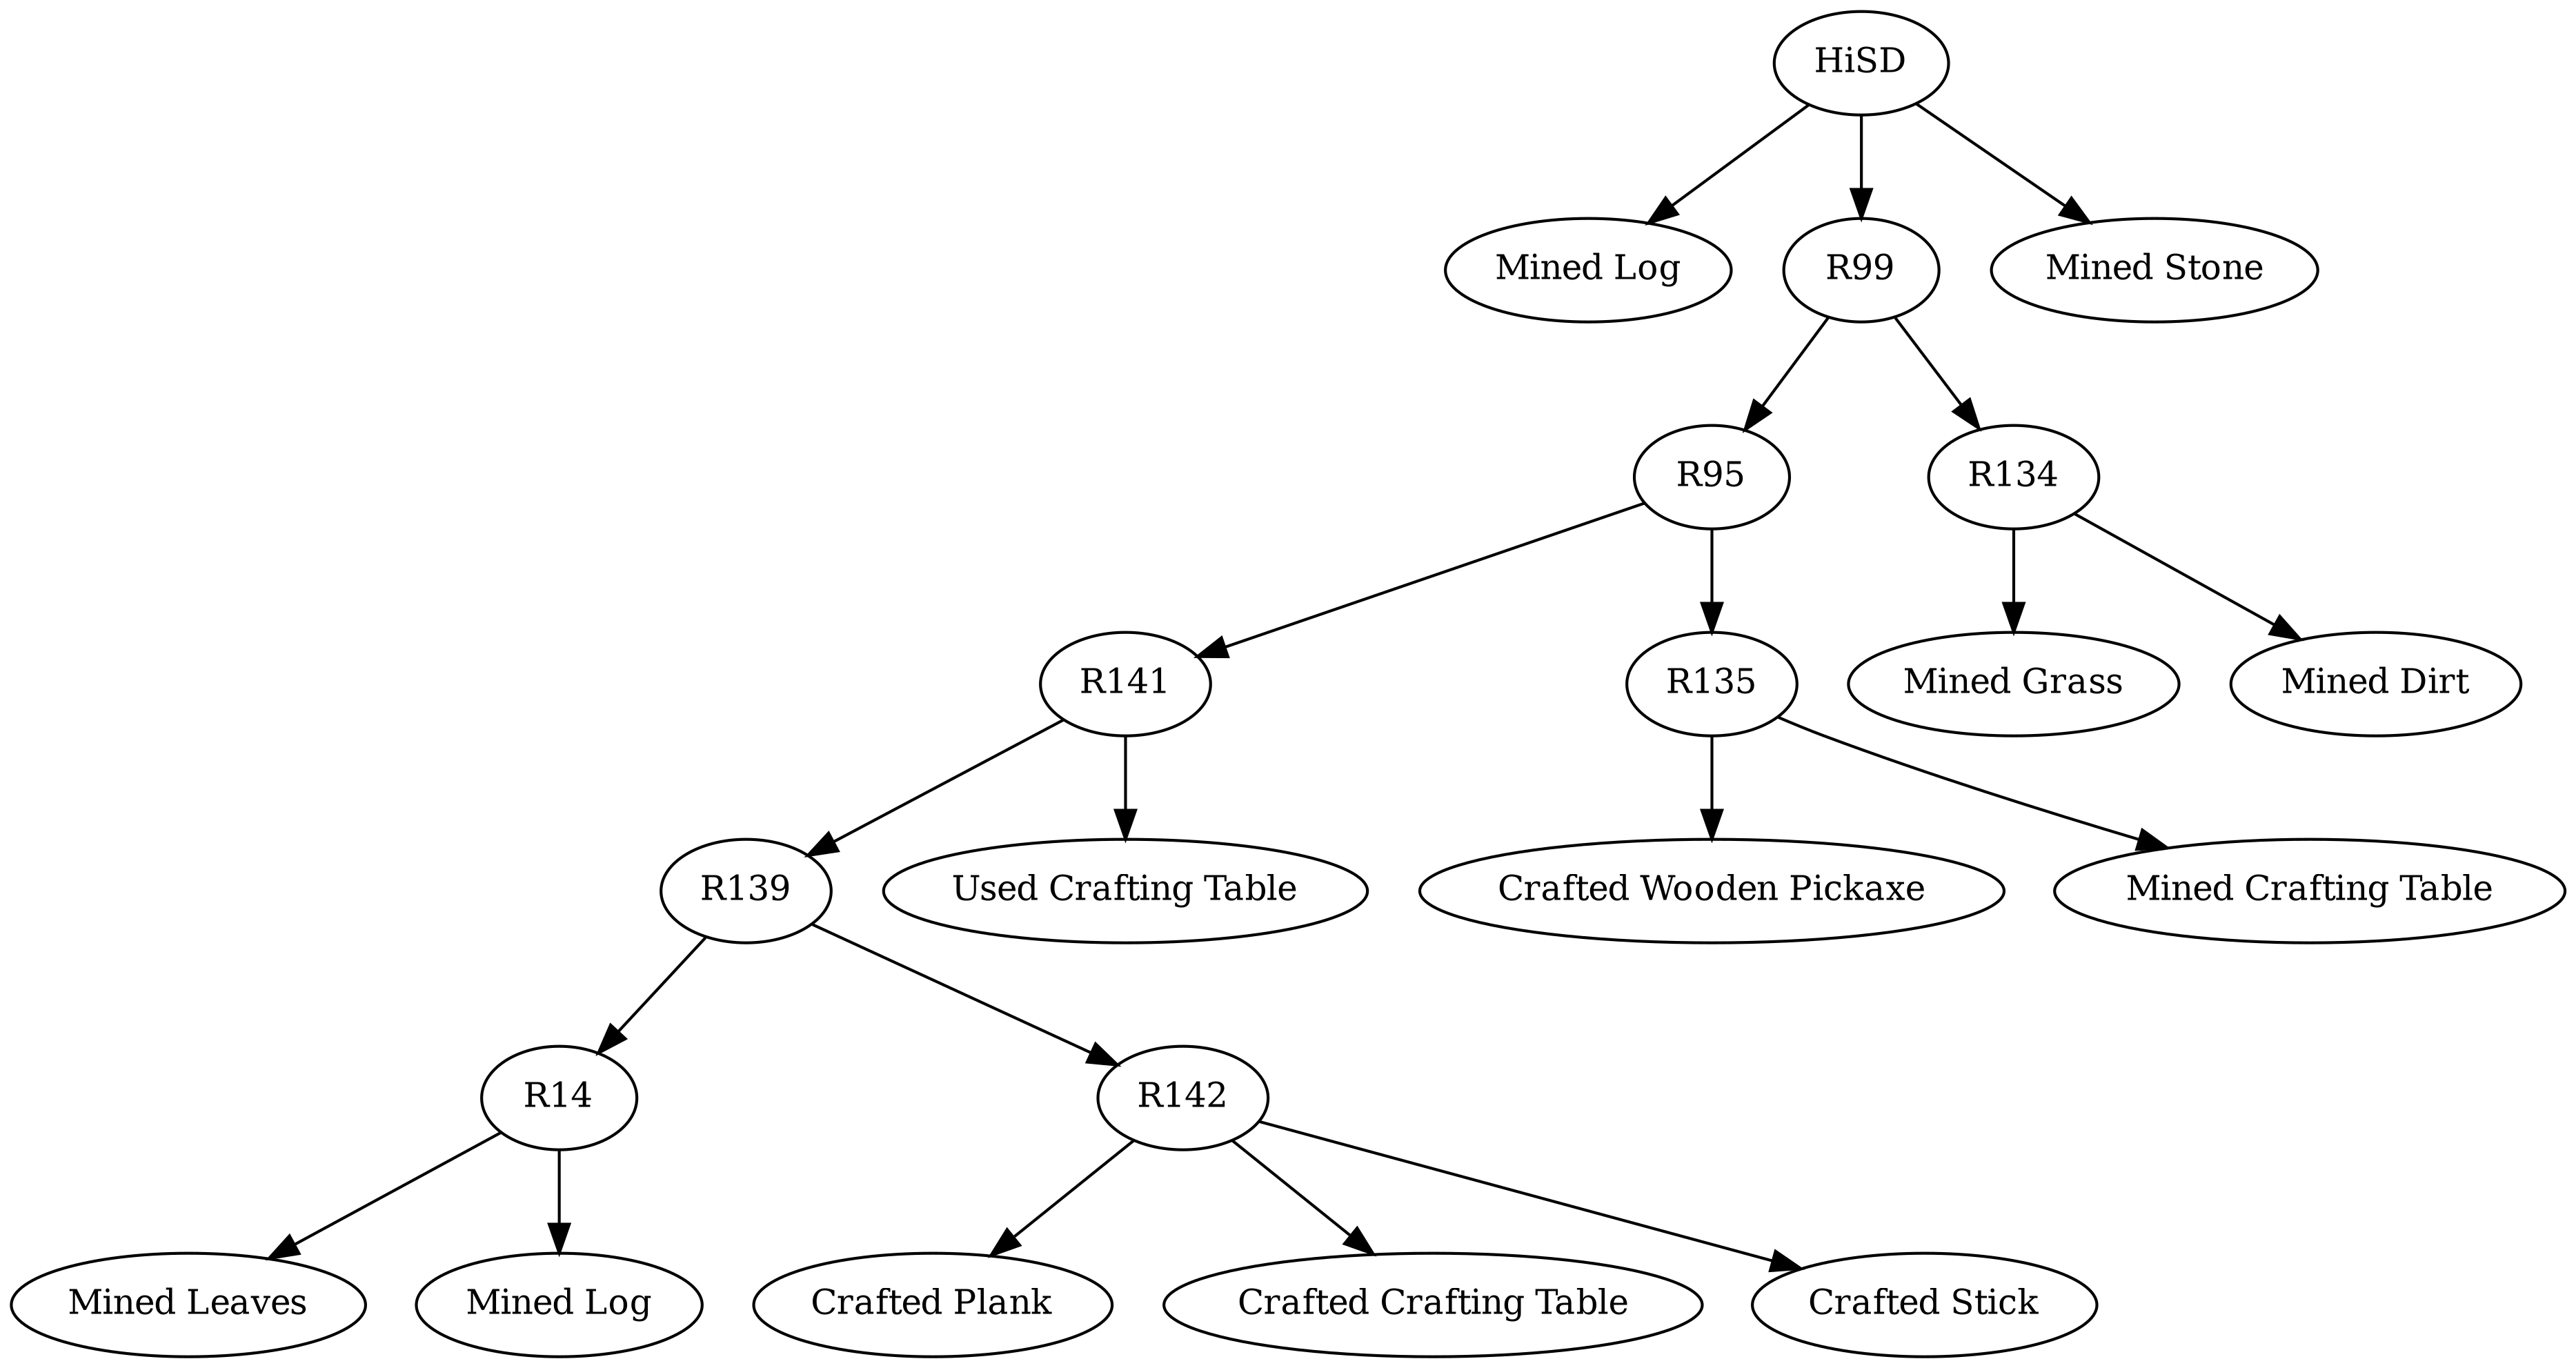 HiSD
Mined Log
R99
Mined Stone
R95
R134
R141
R135
Mined Grass
Mined Dirt
R139
Used Crafting Table
Crafted Wooden Pickaxe
Mined Crafting Table
R14
R142
Mined Leaves
Mined Log
Crafted Plank
Crafted Crafting Table
Crafted Stick